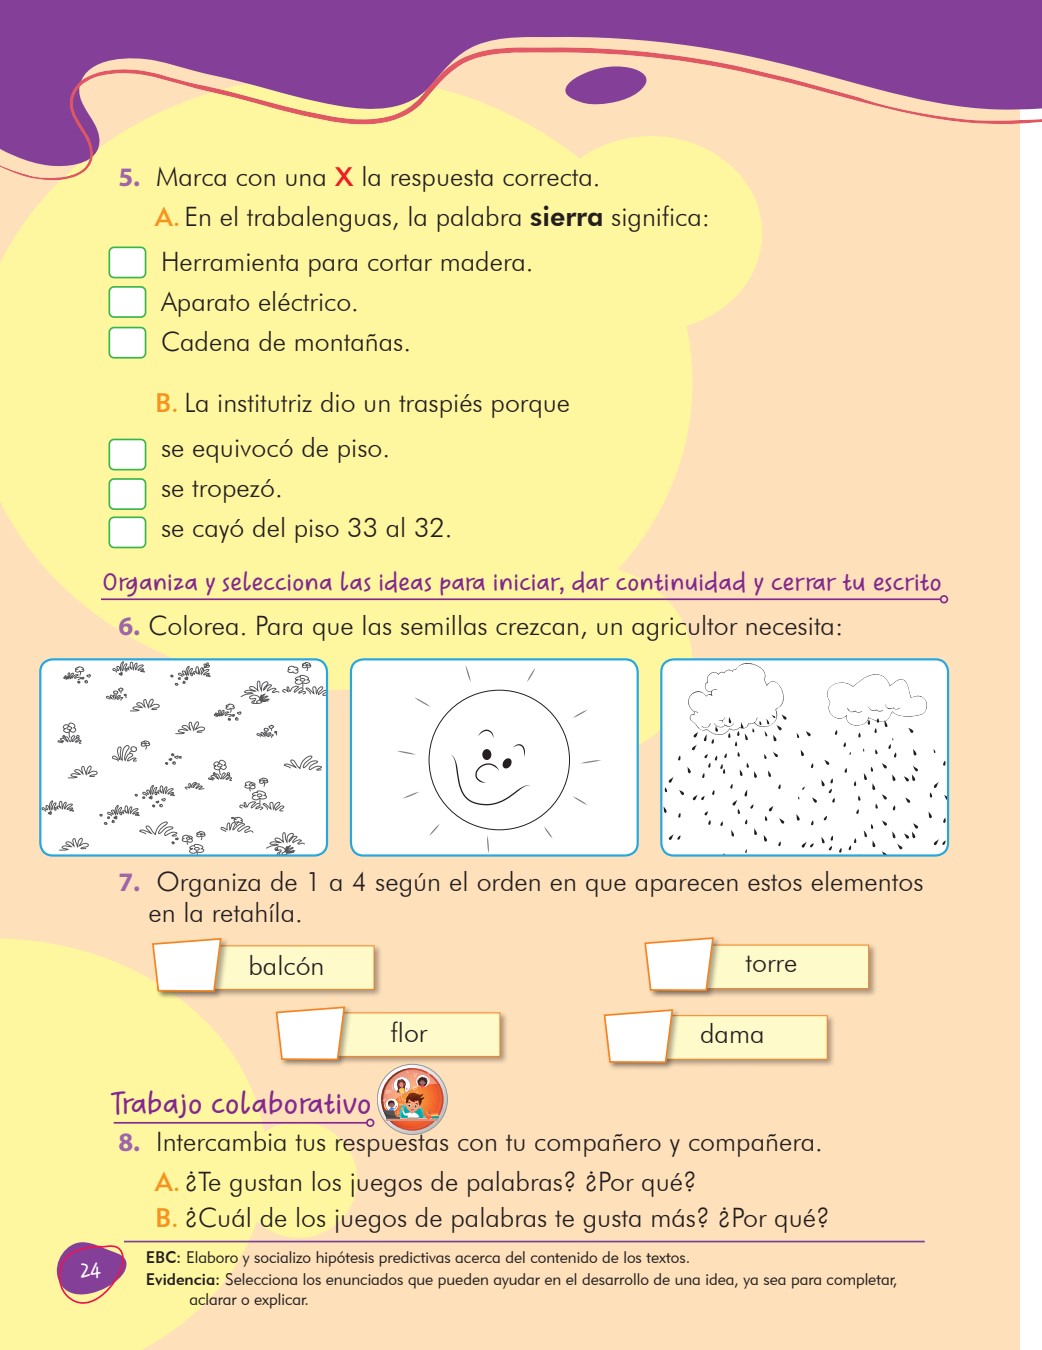 5. Marca con una X la respuesta correcta.
A. En el trabalenguas, la palabra sierra significa:
Herramienta para cortar madera.
Aparato eléctrico.
Cadena de montañas.
B. La institutriz dio un traspiés porque
se equivocó de piso.
se tropezó.
se cayó del piso 33 al 32.
Organiza y selecciona las ideas para iniciar, dar continuidad y cerrar tu escrito
6. Colorea. Para que las semillas crezcan, un agricultor necesita:
7. Organiza de 1 a 4 según el orden en que aparecen estos elementos
en la retahíla.
balcón
torre
flor
dama
Trabajo colaborativo
8. Intercambia tus respuestas con tu compañero y compañera.
A. ¿Te gustan los juegos de palabras? ¿Por qué?
B. ¿Cuál de los juegos de palabras te gusta más? ¿Por qué?
EBC: Elaboro y socializo hipótesis predictivas acerca del contenido de los textos.
24
Evidencia: Selecciona los enunciados que pueden ayudar en el desarrollo de una idea, ya sea para completar,
aclarar o explicar.